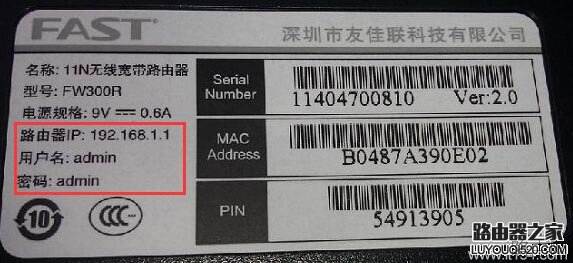 FAST
深圳市友佳联科技有限公司
名称: 11N无线宽带路由器
型号: FW300R
电源规格: 9V 0.6A
路由器IP: 192.168.1.1
用户名: admin
密码: admin
10
CCC
Serial Number
11404700810 Ver:2.0
MAC Address
B0487A390E02
PIN
54913905
路由器之家
LUYOUQI520.COM